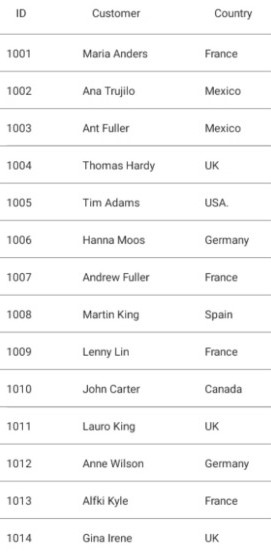 ID Customer Country
1001 Maria Anders France
1002 Ana Trujilo Mexico
1003 Ant Fuller Mexico
1004 Thomas Hardy UK
1005 Tim Adams USA.
1006 Hanna Moos Germany
1007 Andrew Fuller France
1008 Martin King Spain
1009 Lenny Lin France
1010 John Carter Canada
1011 Lauro King UK
1012 Anne Wilson Germany
1013 Alfki Kyle France
1014 Gina Irene UK